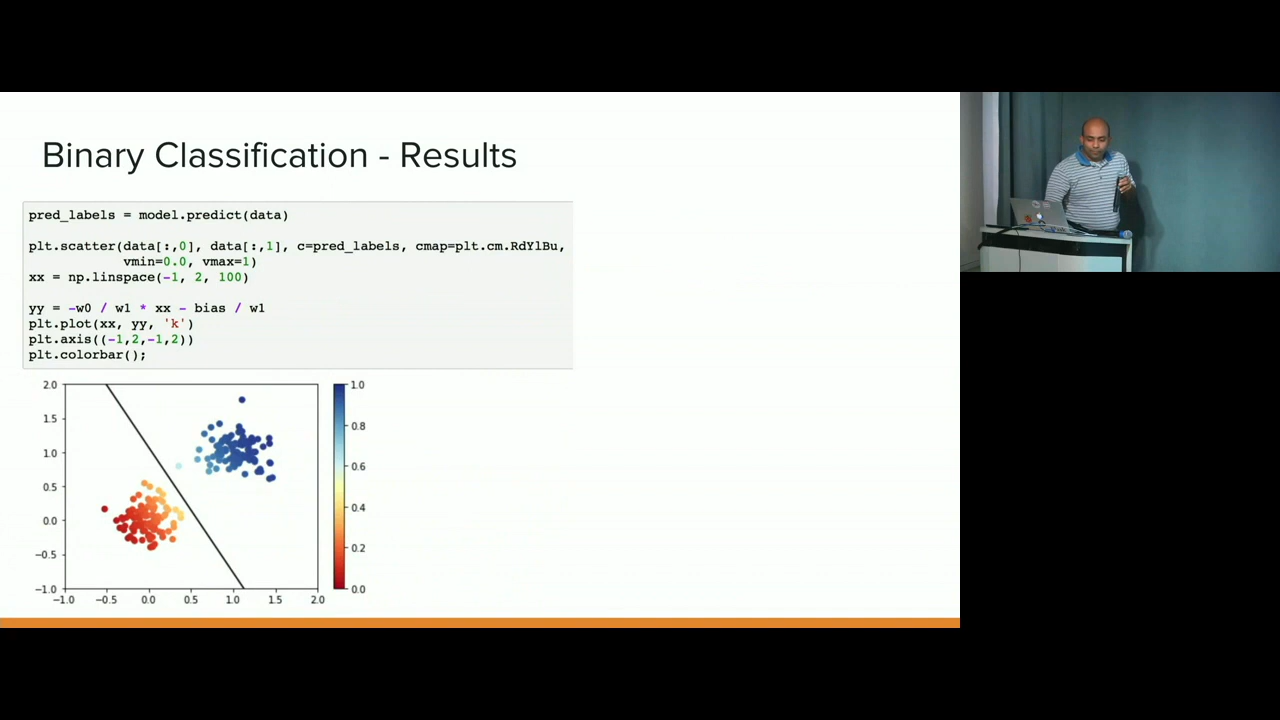 Binary Classification - Results
pred_labels = model.predict(data)
plt.scatter(data[:,0], data[:,1], c=pred_labels, cmap=plt.cm.RdYlBu,
vmin=0.0, vmax=1)
xx = np.linspace(-1, 2, 100)
yy = -w0 / w1 * xx - bias / w1
plt.plot(xx, yy, 'k')
plt.axis((-1,2,-1,2))
plt.colorbar();
2.0
1.5
1.0
0.5
0.0
−0.5
−1.0
−1.0 −0.5 0.0 0.5 1.0 1.5 2.0
1.0
0.8
0.6
0.4
0.2
0.0